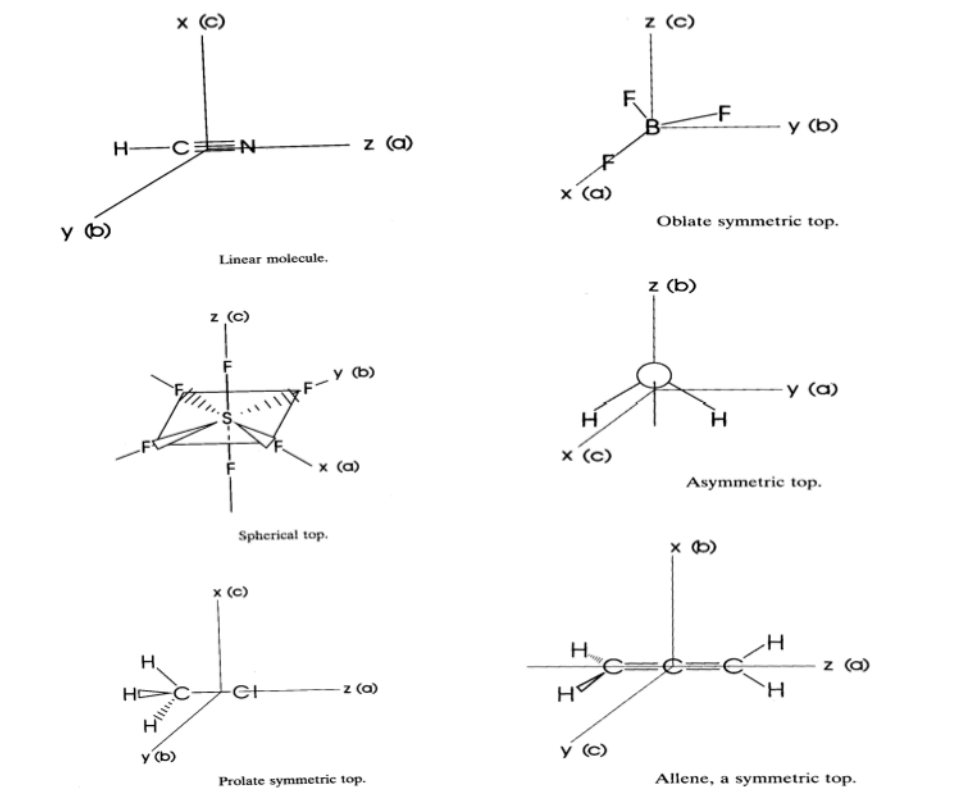 x (c)
H C N z (a)
y (b)
Linear molecule.
z (c)
F
F
B y (b)
F
x (a)
Oblate symmetric top.
z (c)
F
F F y (b)
S
F F
F x (a)
Spherical top.
z (b)
y (a)
H H
x (c)
Asymmetric top.
x (c)
H
H C Cl z (a)
H
y (b)
Prolate symmetric top.
x (b)
H H
C C C z (a)
H H
y (c)
Allene, a symmetric top.